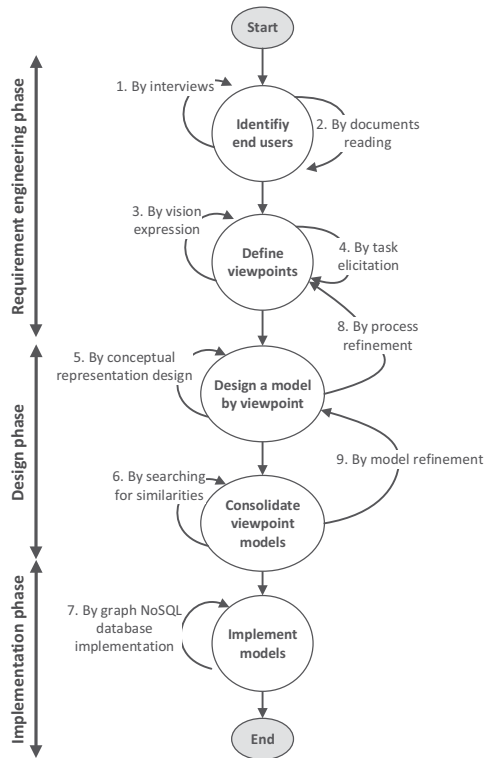 Start
Requirement engineering phase
1. By interviews
Identifiy
end users
2. By documents
reading
3. By vision
expression
Define
viewpoints
4. By task
elicitation
8. By process
refinement
Design phase
5. By conceptual
representation design
Design a model
by viewpoint
9. By model refinement
6. By searching
for similarities
Consolidate
viewpoint
models
Implementation phase
7. By graph NoSQL
database
implementation
Implement
models
End